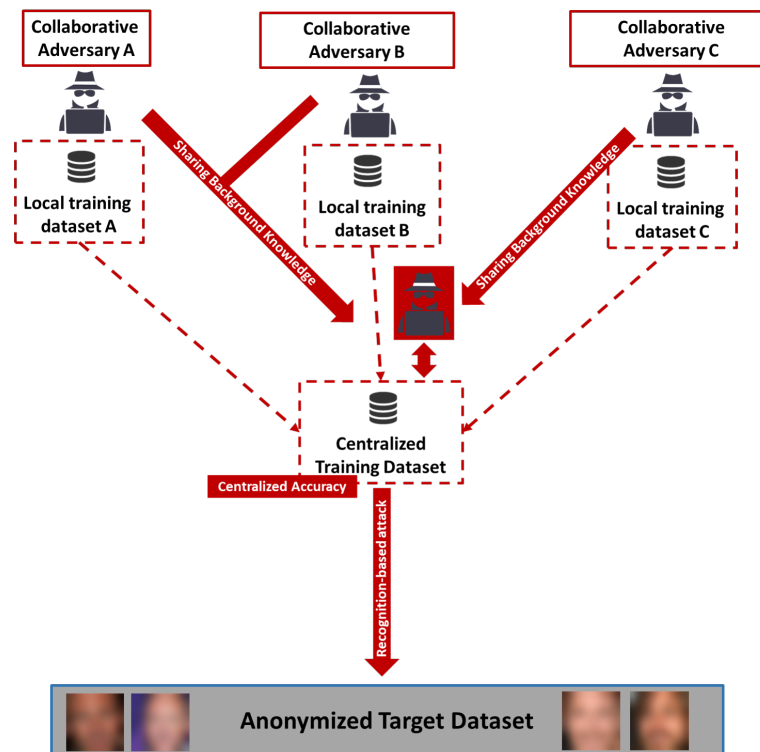 Collaborative
Adversary A
Collaborative
Adversary B
Collaborative
Adversary C
Sharing Background Knowledge
Sharing Background Knowledge
Local training
dataset A
Local training
dataset B
Local training
dataset C
Centralized
Training Dataset
Centralized Accuracy
Recognition-based attack
Anonymized Target Dataset